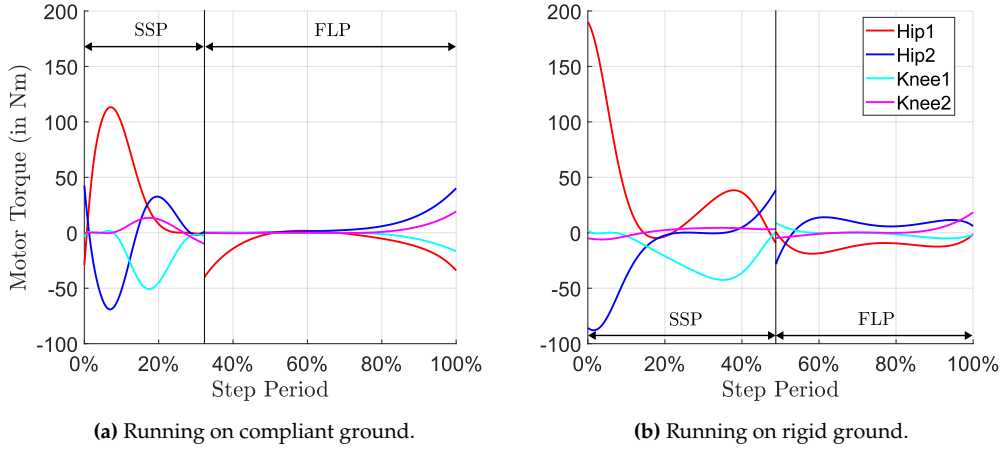 200
150
100
50
0
-50
-100
Motor Torque (in Nm)
SSP
FLP
0%
20%
40%
60%
80%
100%
Step Period
(a) Running on compliant ground.
200
150
100
50
0
-50
-100
Hip1
Hip2
Knee1
Knee2
SSP
FLP
0%
20%
40%
60%
80%
100%
Step Period
(b) Running on rigid ground.